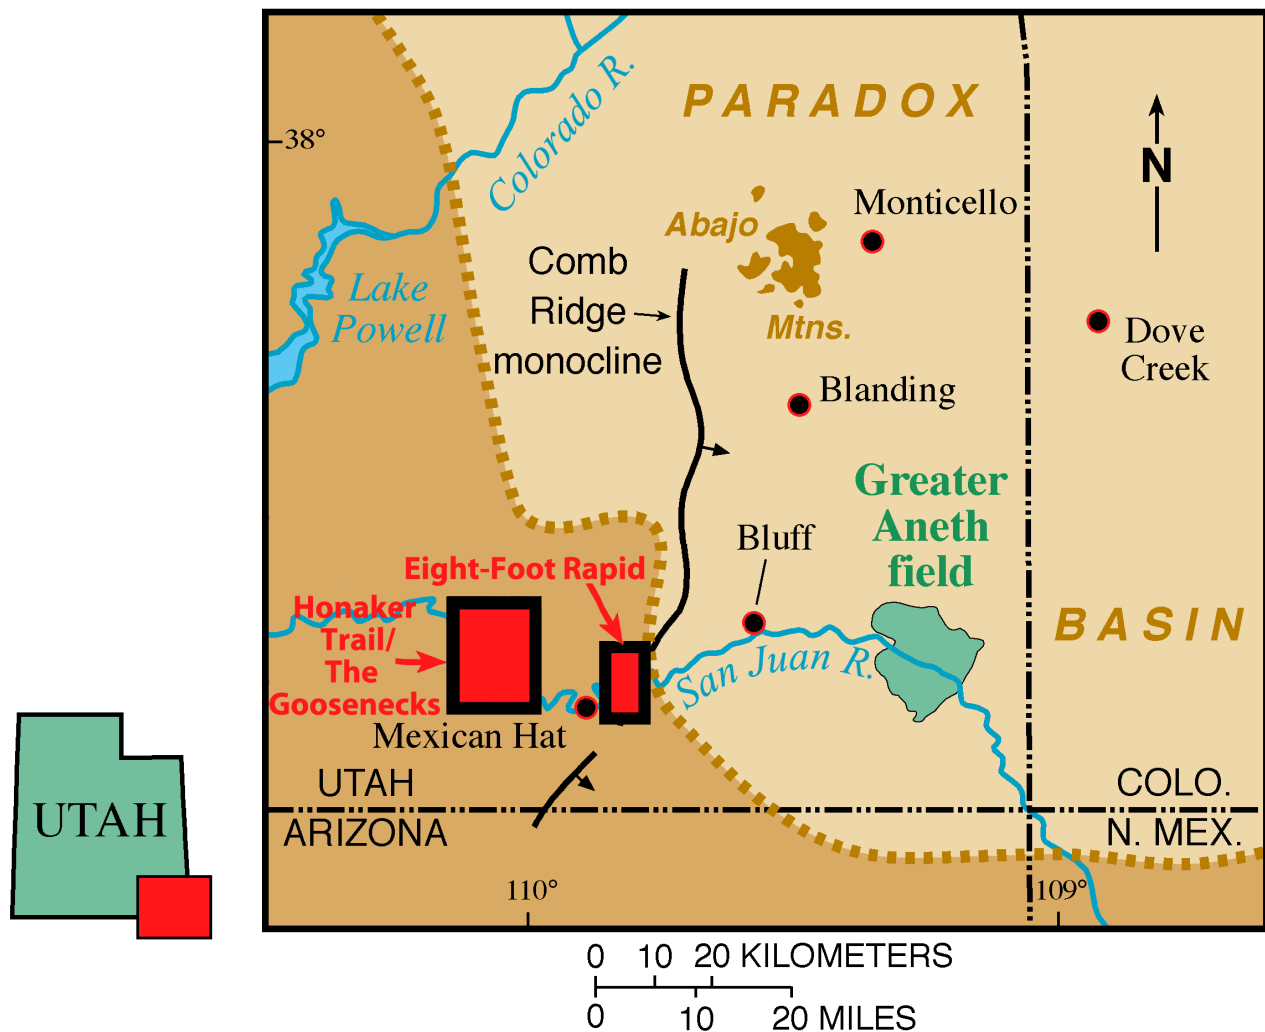 Colorado R.
PARADOX
38°
N
Monticello
Abajo
Mtns.
Comb
Ridge
monocline
Lake
Powell
Dove
Creek
Blanding
Greater
Aneth
field
Bluff
Eight-Foot Rapid
Honaker
Trail/
The
Goosenecks
BASIN
San Juan R.
Mexican Hat
UTAH
ARIZONA
COLO.
N. MEX.
UTAH
110°
109°
0 10 20 KILOMETERS
0 10 20 MILES